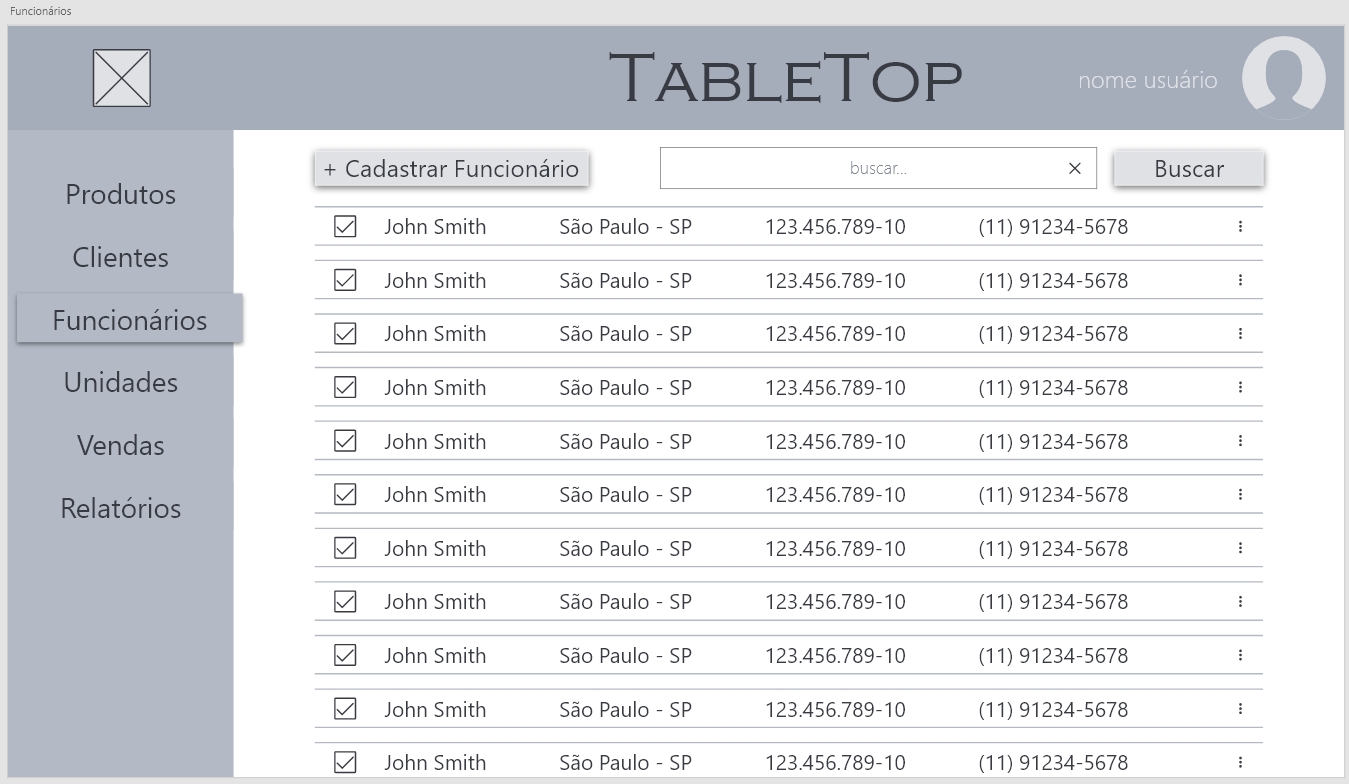 Funcionários
TableTop
nome usuário
+ Cadastrar Funcionário
buscar...
Buscar
Produtos
Clientes
Funcionários
Unidades
Vendas
Relatórios
John Smith São Paulo - SP 123.456.789-10 (11) 91234-5678
John Smith São Paulo - SP 123.456.789-10 (11) 91234-5678
John Smith São Paulo - SP 123.456.789-10 (11) 91234-5678
John Smith São Paulo - SP 123.456.789-10 (11) 91234-5678
John Smith São Paulo - SP 123.456.789-10 (11) 91234-5678
John Smith São Paulo - SP 123.456.789-10 (11) 91234-5678
John Smith São Paulo - SP 123.456.789-10 (11) 91234-5678
John Smith São Paulo - SP 123.456.789-10 (11) 91234-5678
John Smith São Paulo - SP 123.456.789-10 (11) 91234-5678
John Smith São Paulo - SP 123.456.789-10 (11) 91234-5678
John Smith São Paulo - SP 123.456.789-10 (11) 91234-5678